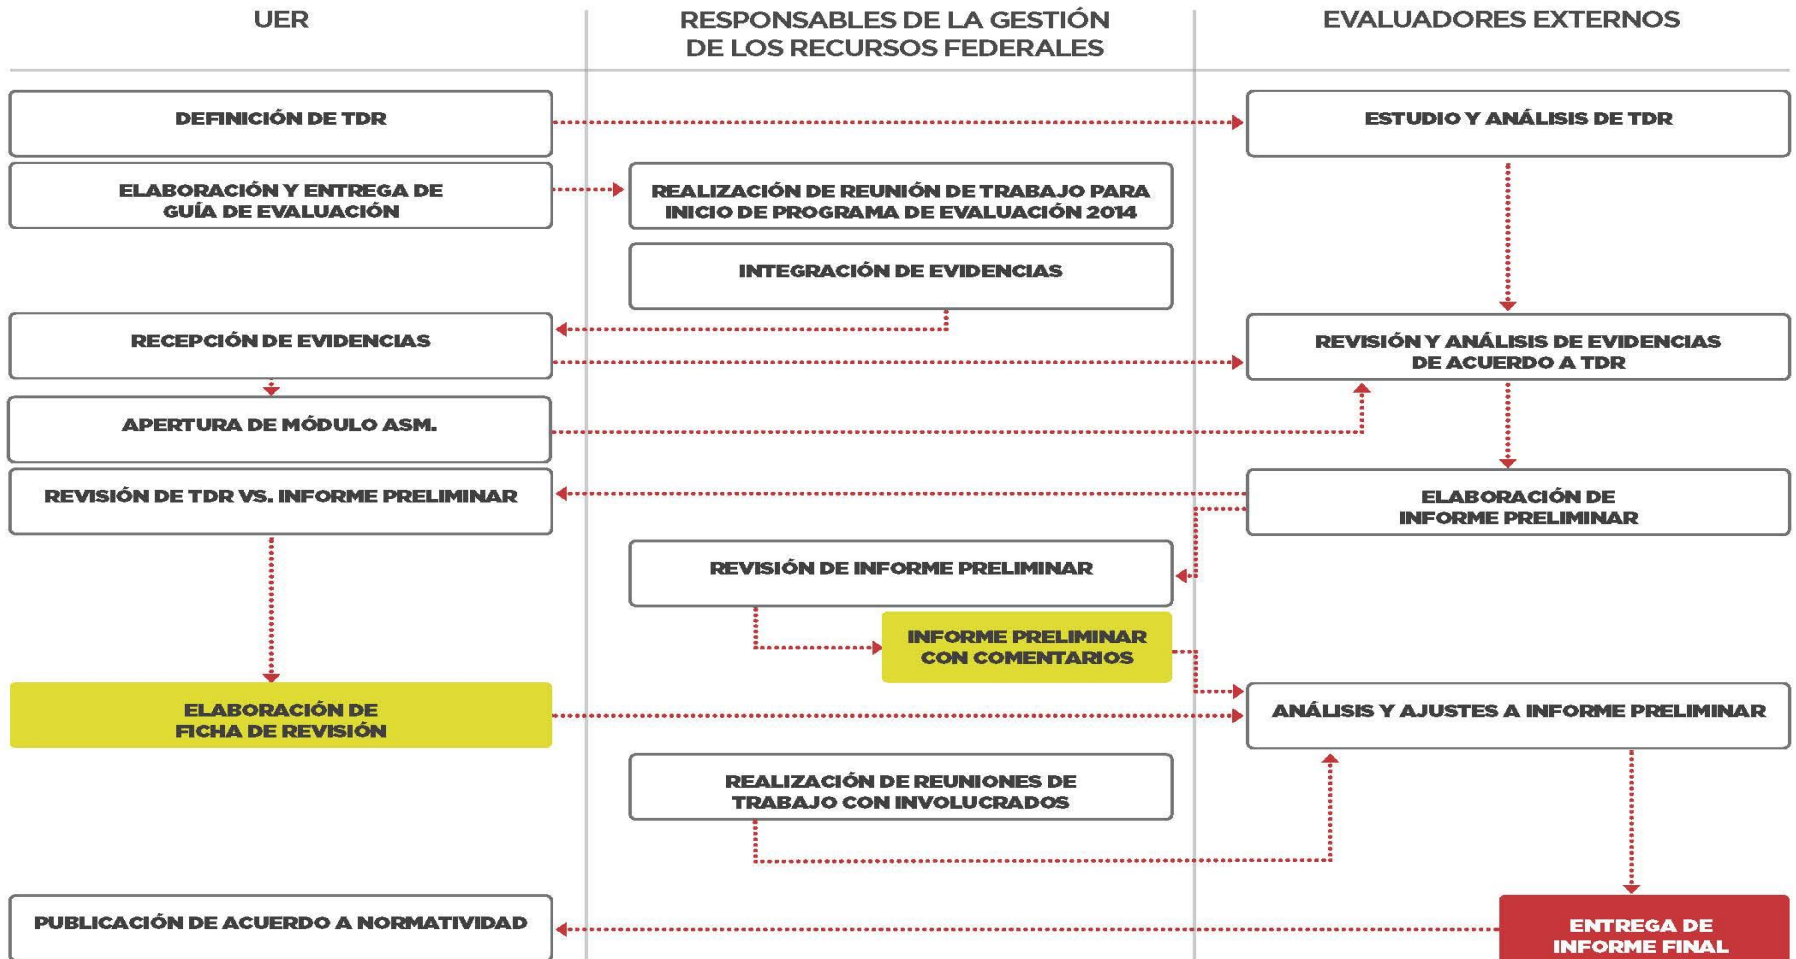 UER
RESPONSABLES DE LA GESTIÓN
DE LOS RECURSOS FEDERALES
EVALUADORES EXTERNOS
DEFINICIÓN DE TDR
ESTUDIO Y ANÁLISIS DE TDR
ELABORACIÓN Y ENTREGA DE
GUÍA DE EVALUACIÓN
REALIZACIÓN DE REUNIÓN DE TRABAJO PARA
INICIO DE PROGRAMA DE EVALUACIÓN 2014
INTEGRACIÓN DE EVIDENCIAS
RECEPCIÓN DE EVIDENCIAS
REVISIÓN Y ANÁLISIS DE EVIDENCIAS
DE ACUERDO A TDR
APERTURA DE MÓDULO ASM.
REVISIÓN DE TDR VS. INFORME PRELIMINAR
ELABORACIÓN DE
INFORME PRELIMINAR
REVISIÓN DE INFORME PRELIMINAR
INFORME PRELIMINAR
CON COMENTARIOS
ELABORACIÓN DE
FICHA DE REVISIÓN
ANÁLISIS Y AJUSTES A INFORME PRELIMINAR
REALIZACIÓN DE REUNIONES DE
TRABAJO CON INVOLUCRADOS
PUBLICACIÓN DE ACUERDO A NORMATIVIDAD
ENTREGA DE
INFORME FINAL